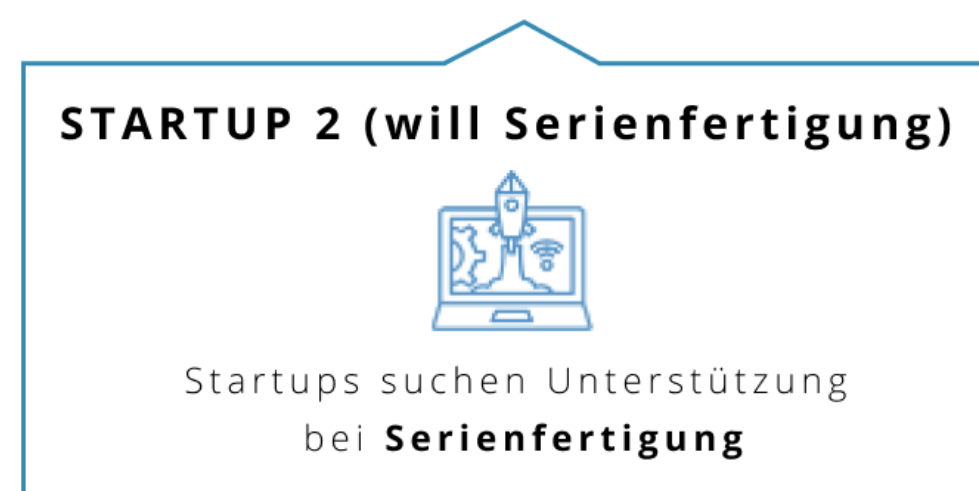 STARTUP 2 (will Serienfertigung)
Startups suchen Unterstützung
bei Serienfertigung